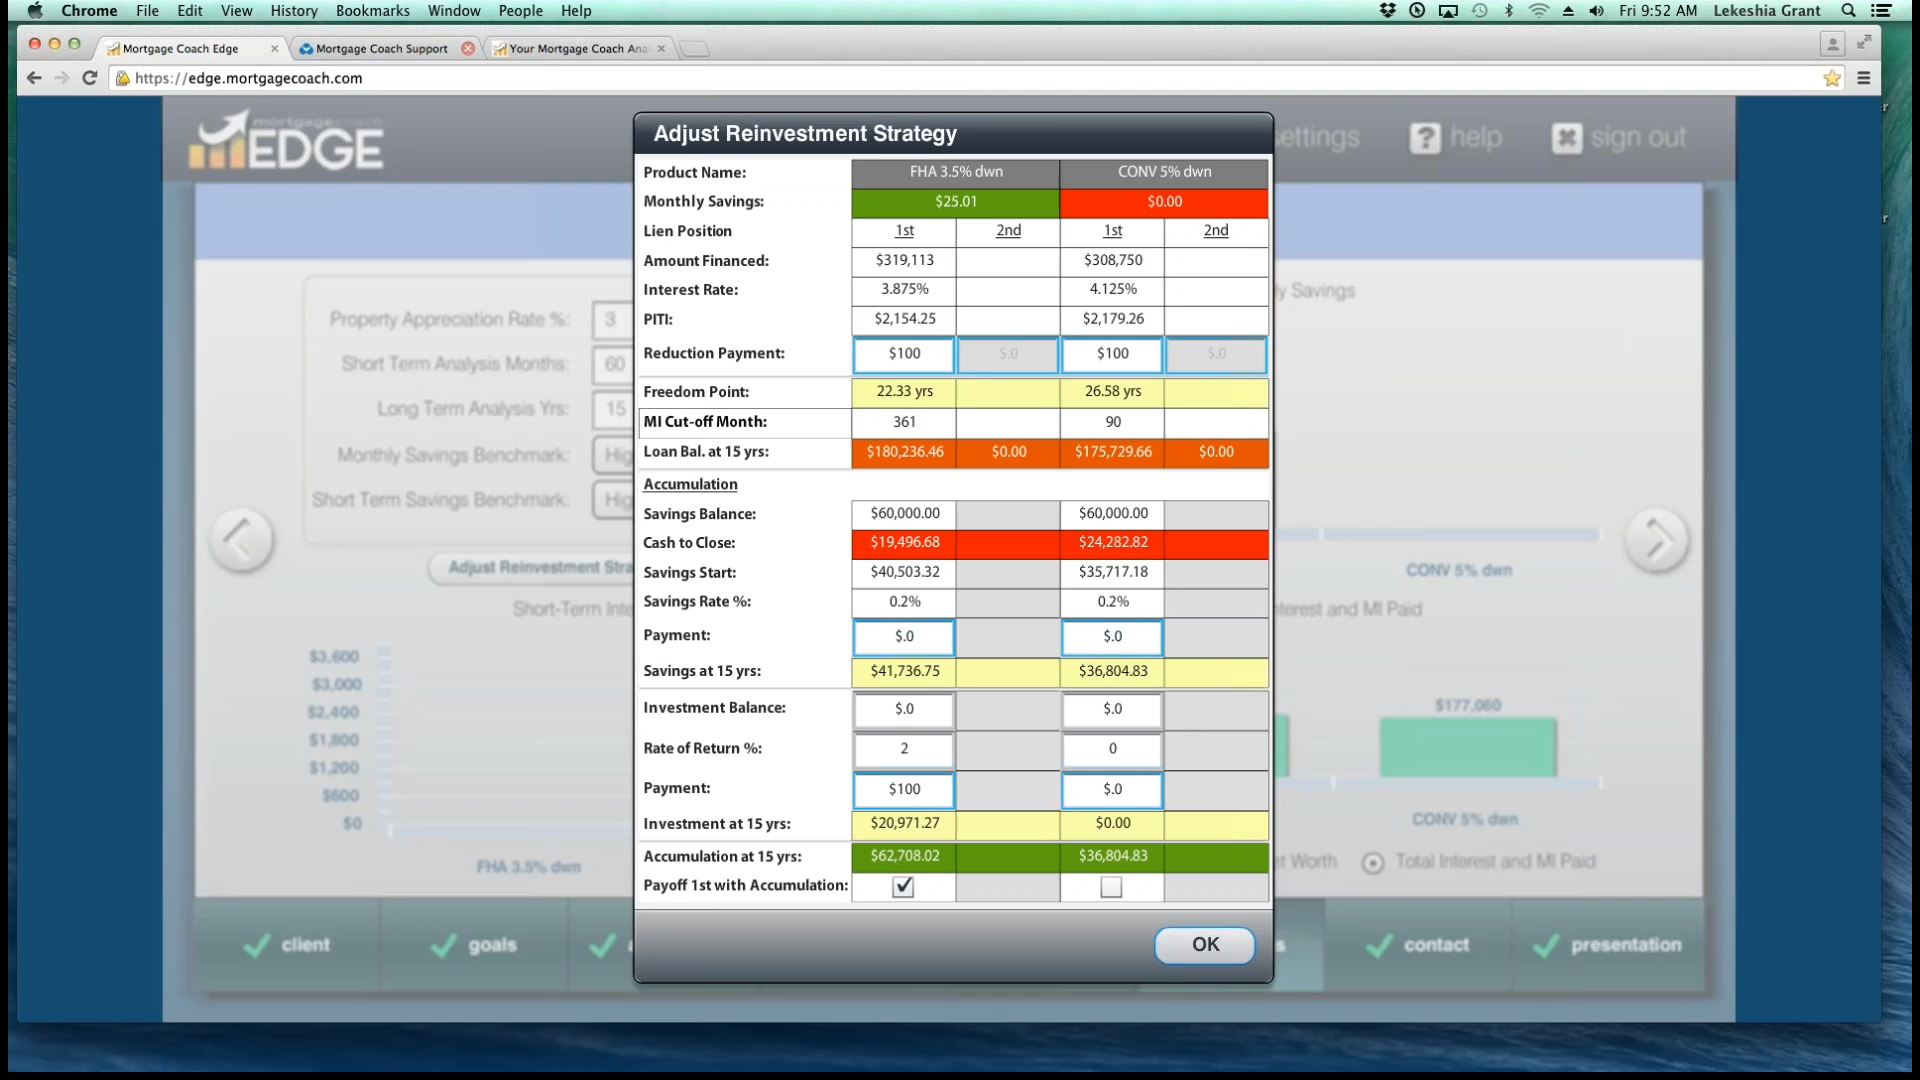 Chrome File Edit View History Bookmarks Window People Help Fri 9:52 AM Lekeshia Grant
Mortgage Coach Edge Mortgage Coach Support Your Mortgage Coach Ana
https://edge.mortgagecoach.com
mortgage coach
EDGE
settings ? help sign out
Adjust Reinvestment Strategy
Product Name: FHA 3.5% dwn CONV 5% dwn
Monthly Savings: $25.01 $0.00
Lien Position 1st 2nd 1st 2nd
Amount Financed: $319,113 $308,750
Interest Rate: 3.875% 4.125%
PITI: $2,154.25 $2,179.26
Reduction Payment: $100 $.0 $100 $.0
Freedom Point: 22.33 yrs 26.58 yrs
MI Cut-off Month: 361 90
Loan Bal. at 15 yrs: $180,236.46 $0.00 $175,729.66 $0.00
Accumulation
Savings Balance: $60,000.00 $60,000.00
Cash to Close: $19,496.68 $24,282.82
Savings Start: $40,503.32 $35,717.18
Savings Rate %: 0.2% 0.2%
Payment: $.0 $.0
Savings at 15 yrs: $41,736.75 $36,804.83
Investment Balance: $.0 $.0
Rate of Return %: 2 0
Payment: $100 $.0
Investment at 15 yrs: $20,971.27 $0.00
Accumulation at 15 yrs: $62,708.02 $36,804.83
Payoff 1st with Accumulation:
OK
Property Appreciation Rate %: 3
Short Term Analysis Months: 60
Long Term Analysis Yrs: 15
Monthly Savings Benchmark: Hig
Short Term Savings Benchmark: Hig
Adjust Reinvestment Stra
Short-Term Inte
$3,600
$3,000
$2,400
$1,800
$1,200
$600
$0
FHA 3.5% dwn
y Savings
CONV 5% dwn
terest and MI Paid
$177,060
CONV 5% dwn
et Worth Total Interest and MI Paid
client goals a s contact presentation